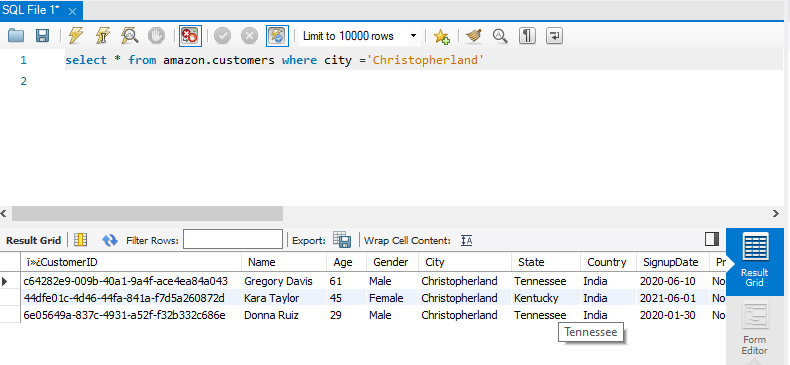 SQL File 1*
Limit to 10000 rows
1 select * from amazon.customers where city ='Christopherland'
2
Result Grid Filter Rows: Export: Wrap Cell Content:
ï»¿CustomerID Name Age Gender City State Country SignupDate Pr
c64282e9-009b-40a1-9a4f-ace4ea84a043 Gregory Davis 61 Male Christopherland Tennessee India 2020-06-10 No
44dfe01c-4d46-44fa-841a-f7d5a260872d Kara Taylor 45 Female Christopherland Kentucky India 2021-06-01 No
6e05649a-837c-4931-a52f-f32b332c686e Donna Ruiz 29 Male Christopherland Tennessee India 2020-01-30 No
Tennessee
Result
Grid
Form
Editor